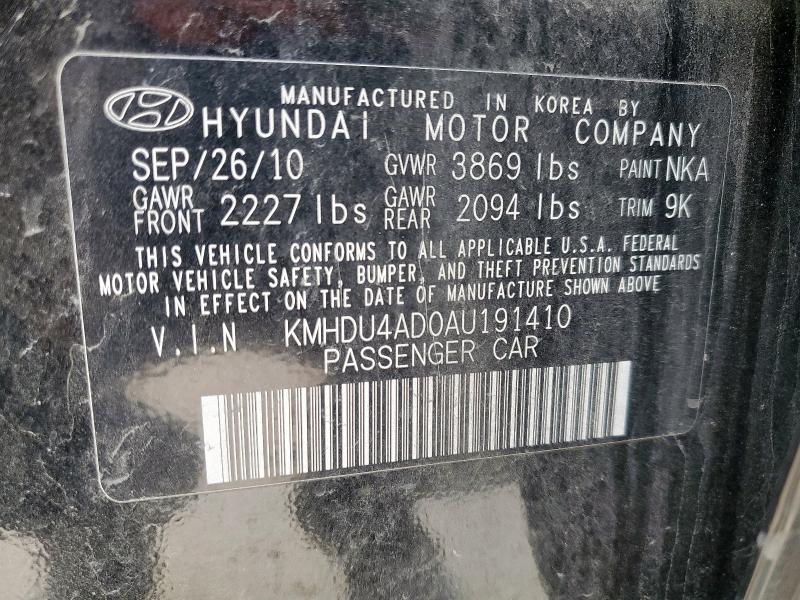 MANUFACTURED IN KOREA BY
HYUNDAI MOTOR COMPANY
SEP/26/10 GVWR 3869 lbs PAINT NKA
GAWR FRONT 2227 lbs GAWR REAR 2094 lbs TRIM 9K
THIS VEHICLE CONFORMS TO ALL APPLICABLE U.S.A. FEDERAL
MOTOR VEHICLE SAFETY, BUMPER, AND THEFT PREVENTION STANDARDS
IN EFFECT ON THE DATE OF MANUFACTURE SHOWN ABOVE
V.I.N KMHDU4AD0AU191410
PASSENGER CAR